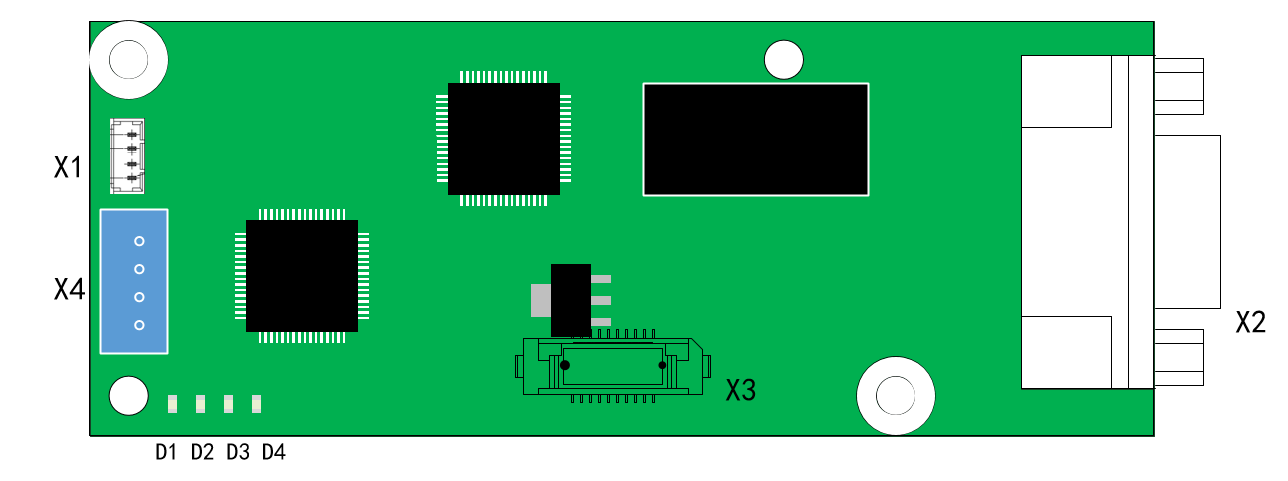 X1
X4
X2
X3
D1 D2 D3 D4